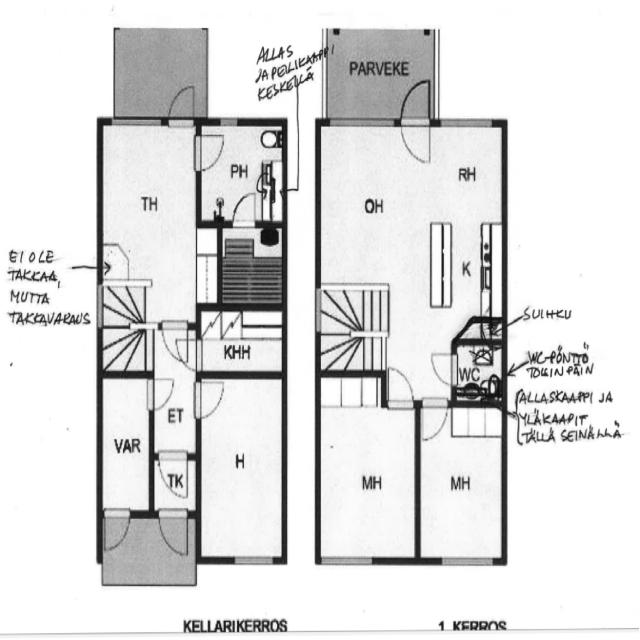 ALLAS
JA PEILIKAAPPI
KESKELLÄ
PARVEKE
PH
TH
RH
OH
EI OLE
TAKKAA,
MUTTA
TAKKAVARAUS
K
SUIHKU
KHH
WC
WC-PÖNTTÖ
TOISINPÄIN
ALLASKAAPPI JA
YLÄKAAPIT
TÄLLÄ SEINÄLLÄ
ET
VAR
H
TK
MH
MH
KELLARIKERROS
1. KERROS